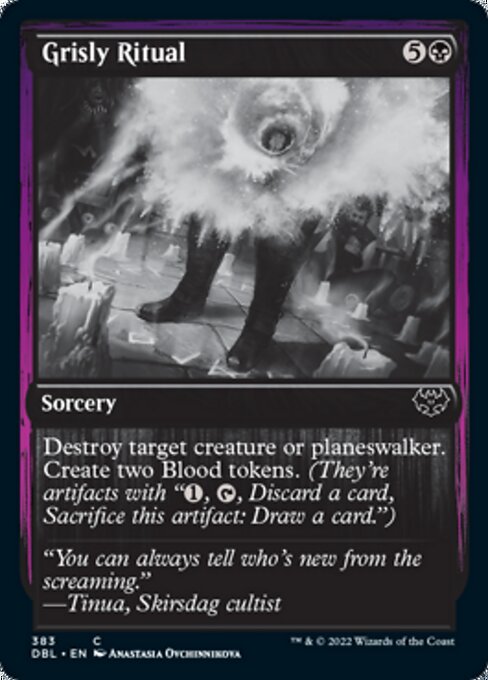 Grisly Ritual 5
Sorcery
Destroy target creature or planeswalker.
Create two Blood tokens. (They're
artifacts with “1, T, Discard a card,
Sacrifice this artifact: Draw a card.”)
“You can always tell who's new from the
screaming.”
—Tinua, Skirsdag cultist
383 C
DBL • EN Anastasia Ovchinnikova
™ & © 2022 Wizards of the Coast